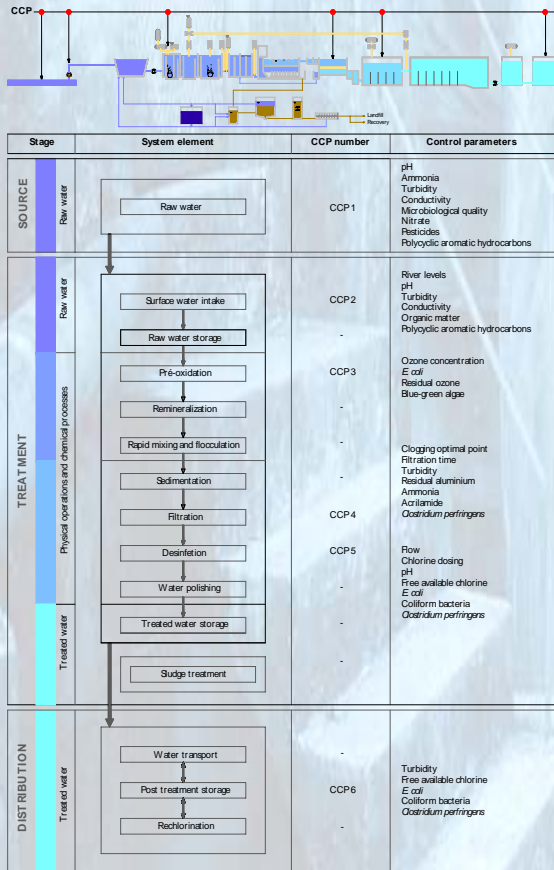 CCP
Landfill
Recovery
Stage System element CCP number Control parameters
SOURCE
Raw water
Raw water
CCP1
pH
Ammonia
Turbidity
Conductivity
Microbiological quality
Nitrate
Pesticides
Polycyclic aromatic hydrocarbons
TREATMENT
Raw water
Physical operations and chemical processes
Treated water
Surface water intake
CCP2
Raw water storage
-
River levels
pH
Turbidity
Conductivity
Organic matter
Polycyclic aromatic hydrocarbons
Pré-oxidation
CCP3
Remineralization
-
Rapid mixing and flocculation
-
Ozone concentration
E coli
Residual ozone
Blue-green algae
Sedimentation
-
Filtration
CCP4
Clogging optimal point
Filtration time
Turbidity
Residual aluminium
Ammonia
Acrilamide
Clostridium perfringens
Desinfetion
CCP5
Water polishing
-
Treated water storage
-
Sludge treatment
-
Flow
Chlorine dosing
pH
Free available chlorine
E coli
Coliform bacteria
Clostridium perfringens
DISTRIBUTION
Treated water
Water transport
-
Post treatment storage
CCP6
Rechlorination
-
Turbidity
Free available chlorine
E coli
Coliform bacteria
Clostridium perfringens